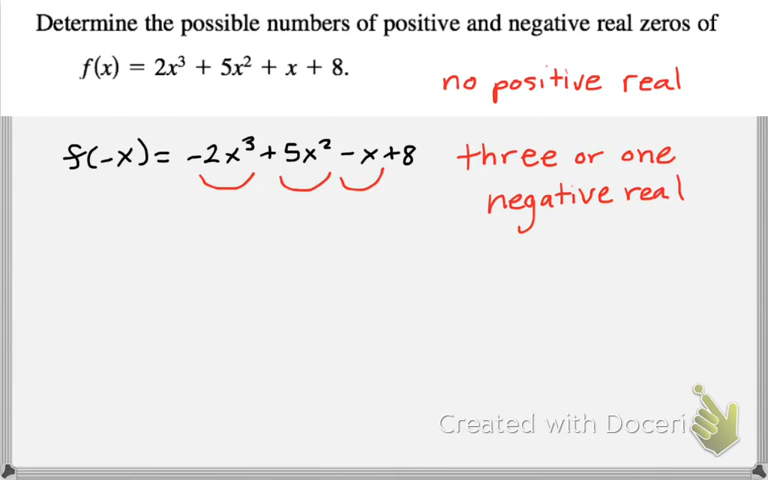 Determine the possible numbers of positive and negative real zeros of
f(x) = 2x³ + 5x² + x + 8.
no positive real
f(-x) = -2x³ + 5x² - x + 8
three or one
negative real
Created with Doceri